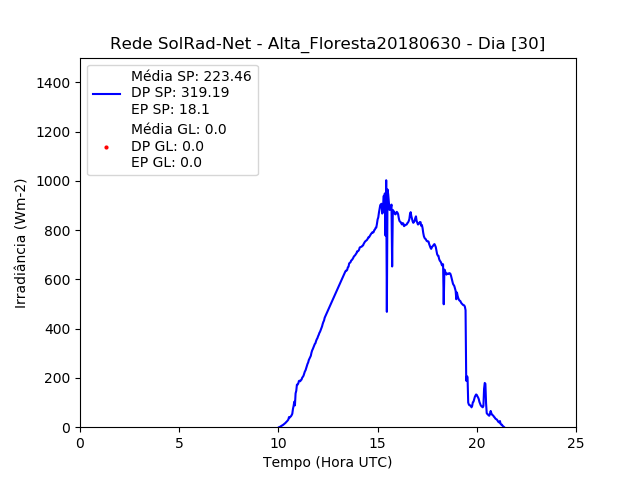 Rede SolRad-Net - Alta_Floresta20180630 - Dia [30]
Média SP: 223.46
DP SP: 319.19
EP SP: 18.1
Média GL: 0.0
DP GL: 0.0
EP GL: 0.0
Irradiância (Wm-2)
1400
1200
1000
800
600
400
200
0
0 5 10 15 20 25
Tempo (Hora UTC)